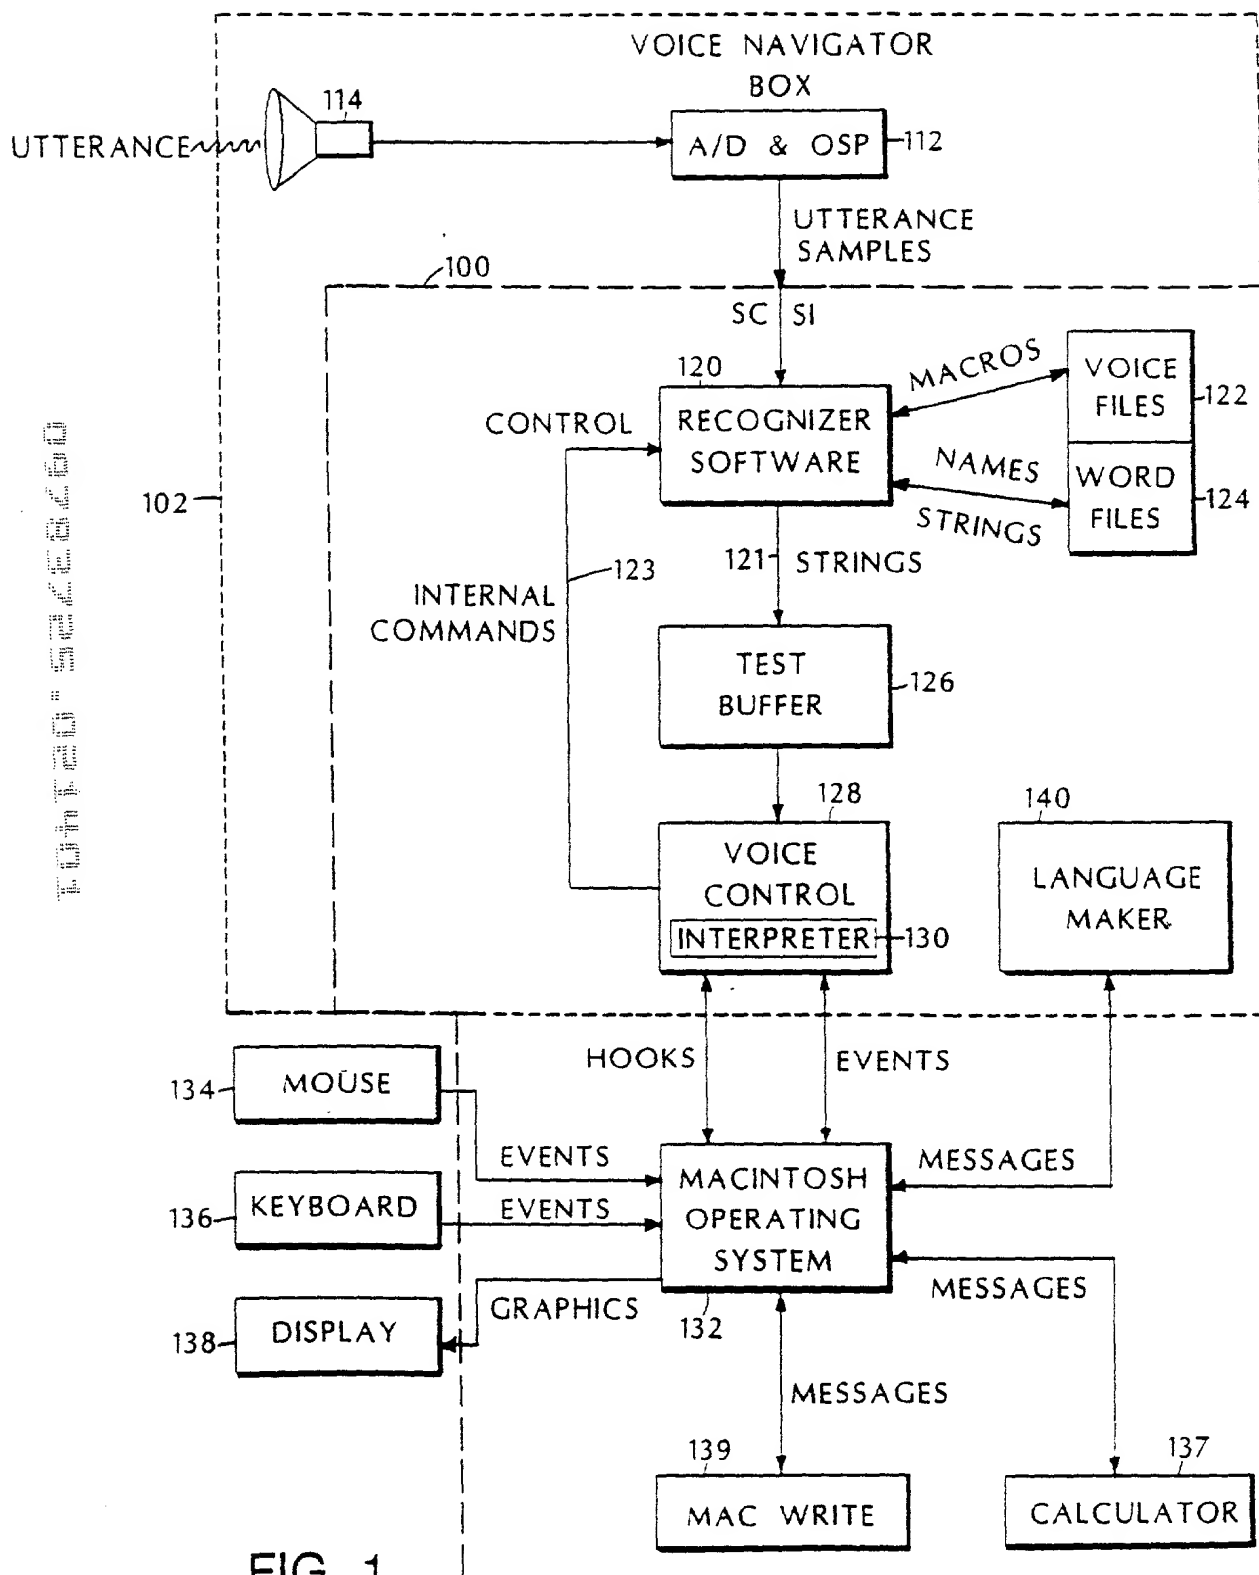 VOICE NAVIGATOR
BOX
114
UTTERANCE
A/D & OSP
112
UTTERANCE
SAMPLES
100
SC SI
120
MACROS
VOICE
FILES
122
CONTROL
RECOGNIZER
SOFTWARE
NAMES
STRINGS
WORD
FILES
124
102
121
STRINGS
123
INTERNAL
COMMANDS
TEST
BUFFER
126
128
140
VOICE
CONTROL
INTERPRETER
130
LANGUAGE
MAKER
HOOKS
EVENTS
134
MOUSE
EVENTS
MESSAGES
136
KEYBOARD
EVENTS
MACINTOSH
OPERATING
SYSTEM
MESSAGES
GRAPHICS
132
138
DISPLAY
MESSAGES
139
137
MAC WRITE
CALCULATOR
FIG. 1
09783725.021401